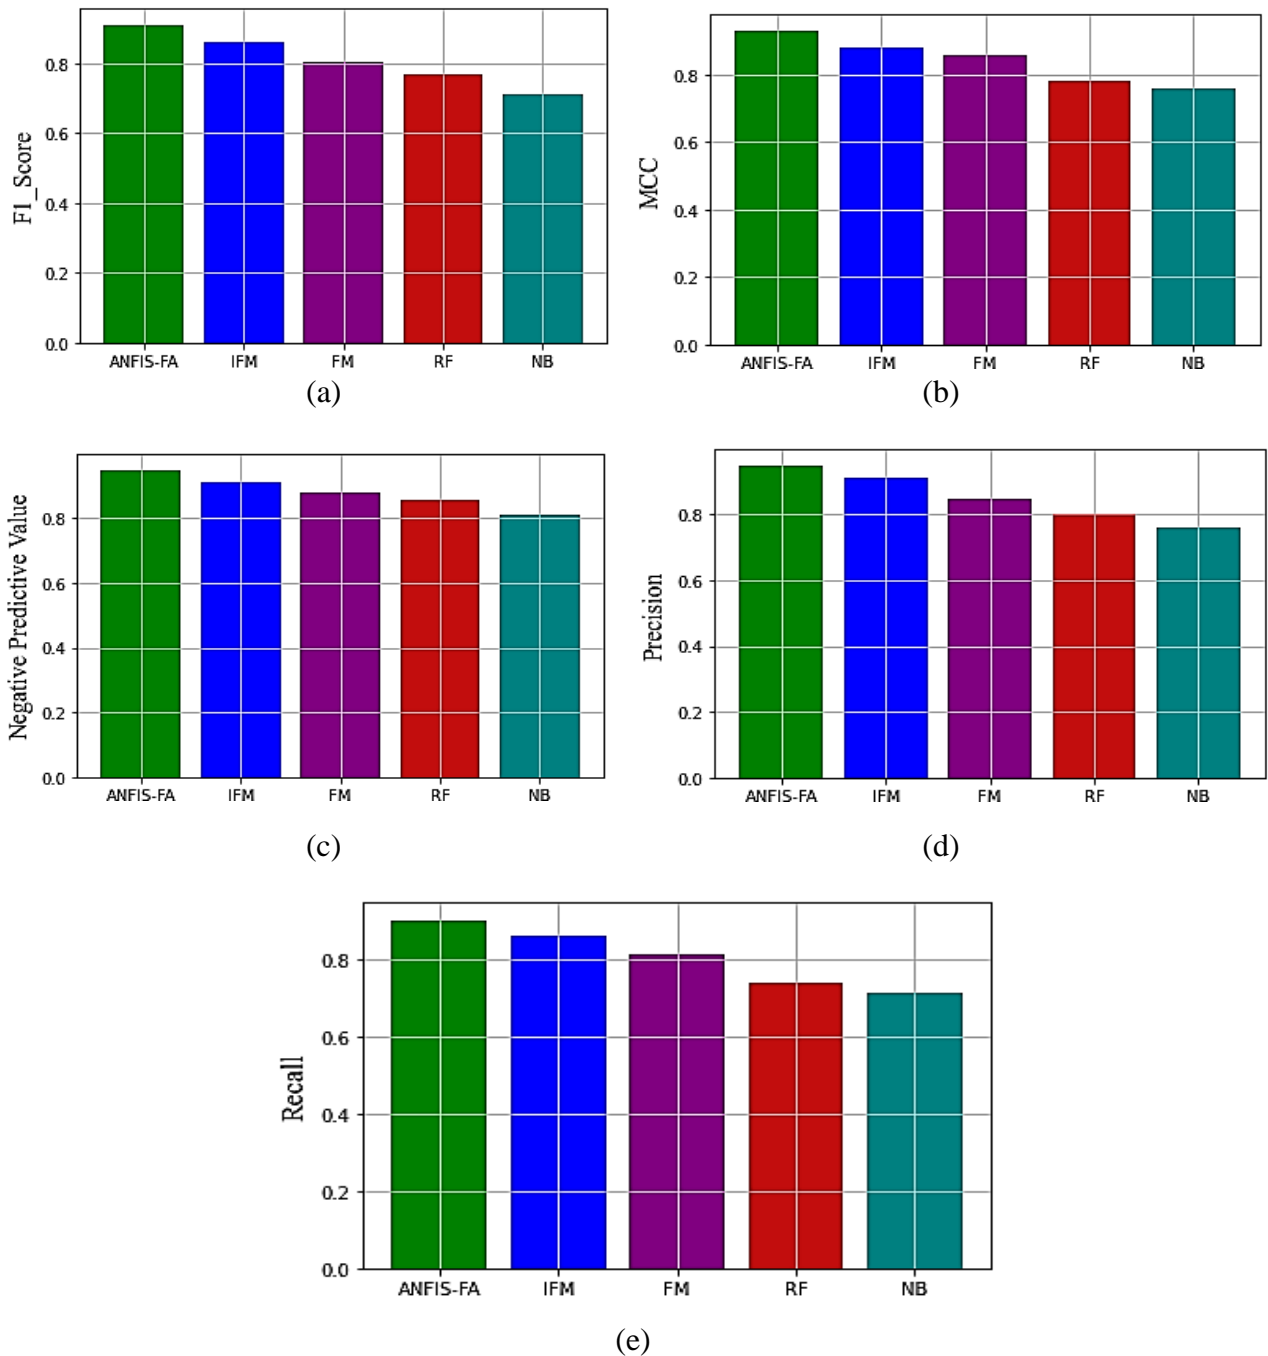 F1_Score
0.8
0.6
0.4
0.2
0.0
ANFIS-FA IFM FM RF NB
(a)
MCC
0.8
0.6
0.4
0.2
0.0
ANFIS-FA IFM FM RF NB
(b)
Negative Predictive Value
0.8
0.6
0.4
0.2
0.0
ANFIS-FA IFM FM RF NB
(c)
Precision
0.8
0.6
0.4
0.2
0.0
ANFIS-FA IFM FM RF NB
(d)
Recall
0.8
0.6
0.4
0.2
0.0
ANFIS-FA IFM FM RF NB
(e)